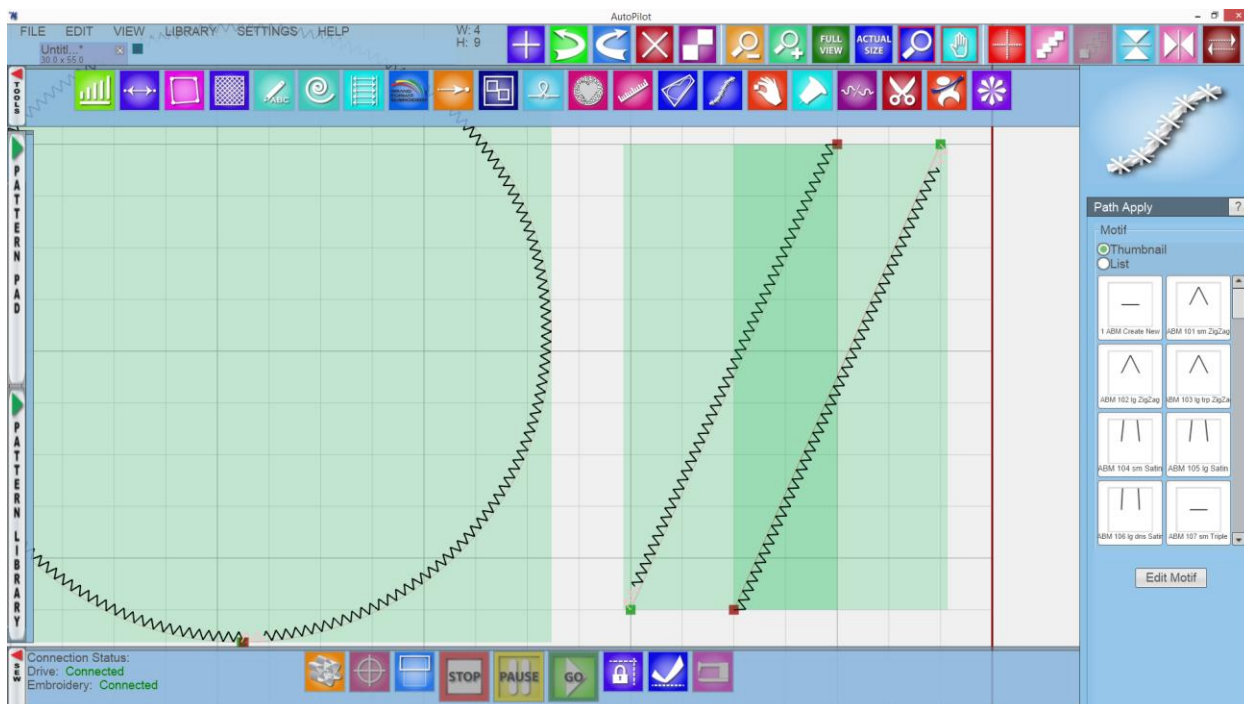 AutoPilot
FILE EDIT VIEW LIBRARY SETTINGS HELP
W: 4
H: 9
Untitl...*
30.0 x 55.0
FULL VIEW
ACTUAL SIZE
TOOLS
ABC
PATTERN PAD
PATTERN LIBRARY
Path Apply ?
Motif
Thumbnail
List
1 ABM Create New
ABM 101 sm ZigZag
ABM 102 lg ZigZag
ABM 103 lg trp ZigZa
ABM 104 sm Satin
ABM 105 lg Satin
ABM 106 lg dns Satir
ABM 107 sm Triple
Edit Motif
SEW
Connection Status:
Drive: Connected
Embroidery: Connected
STOP
PAUSE
GO